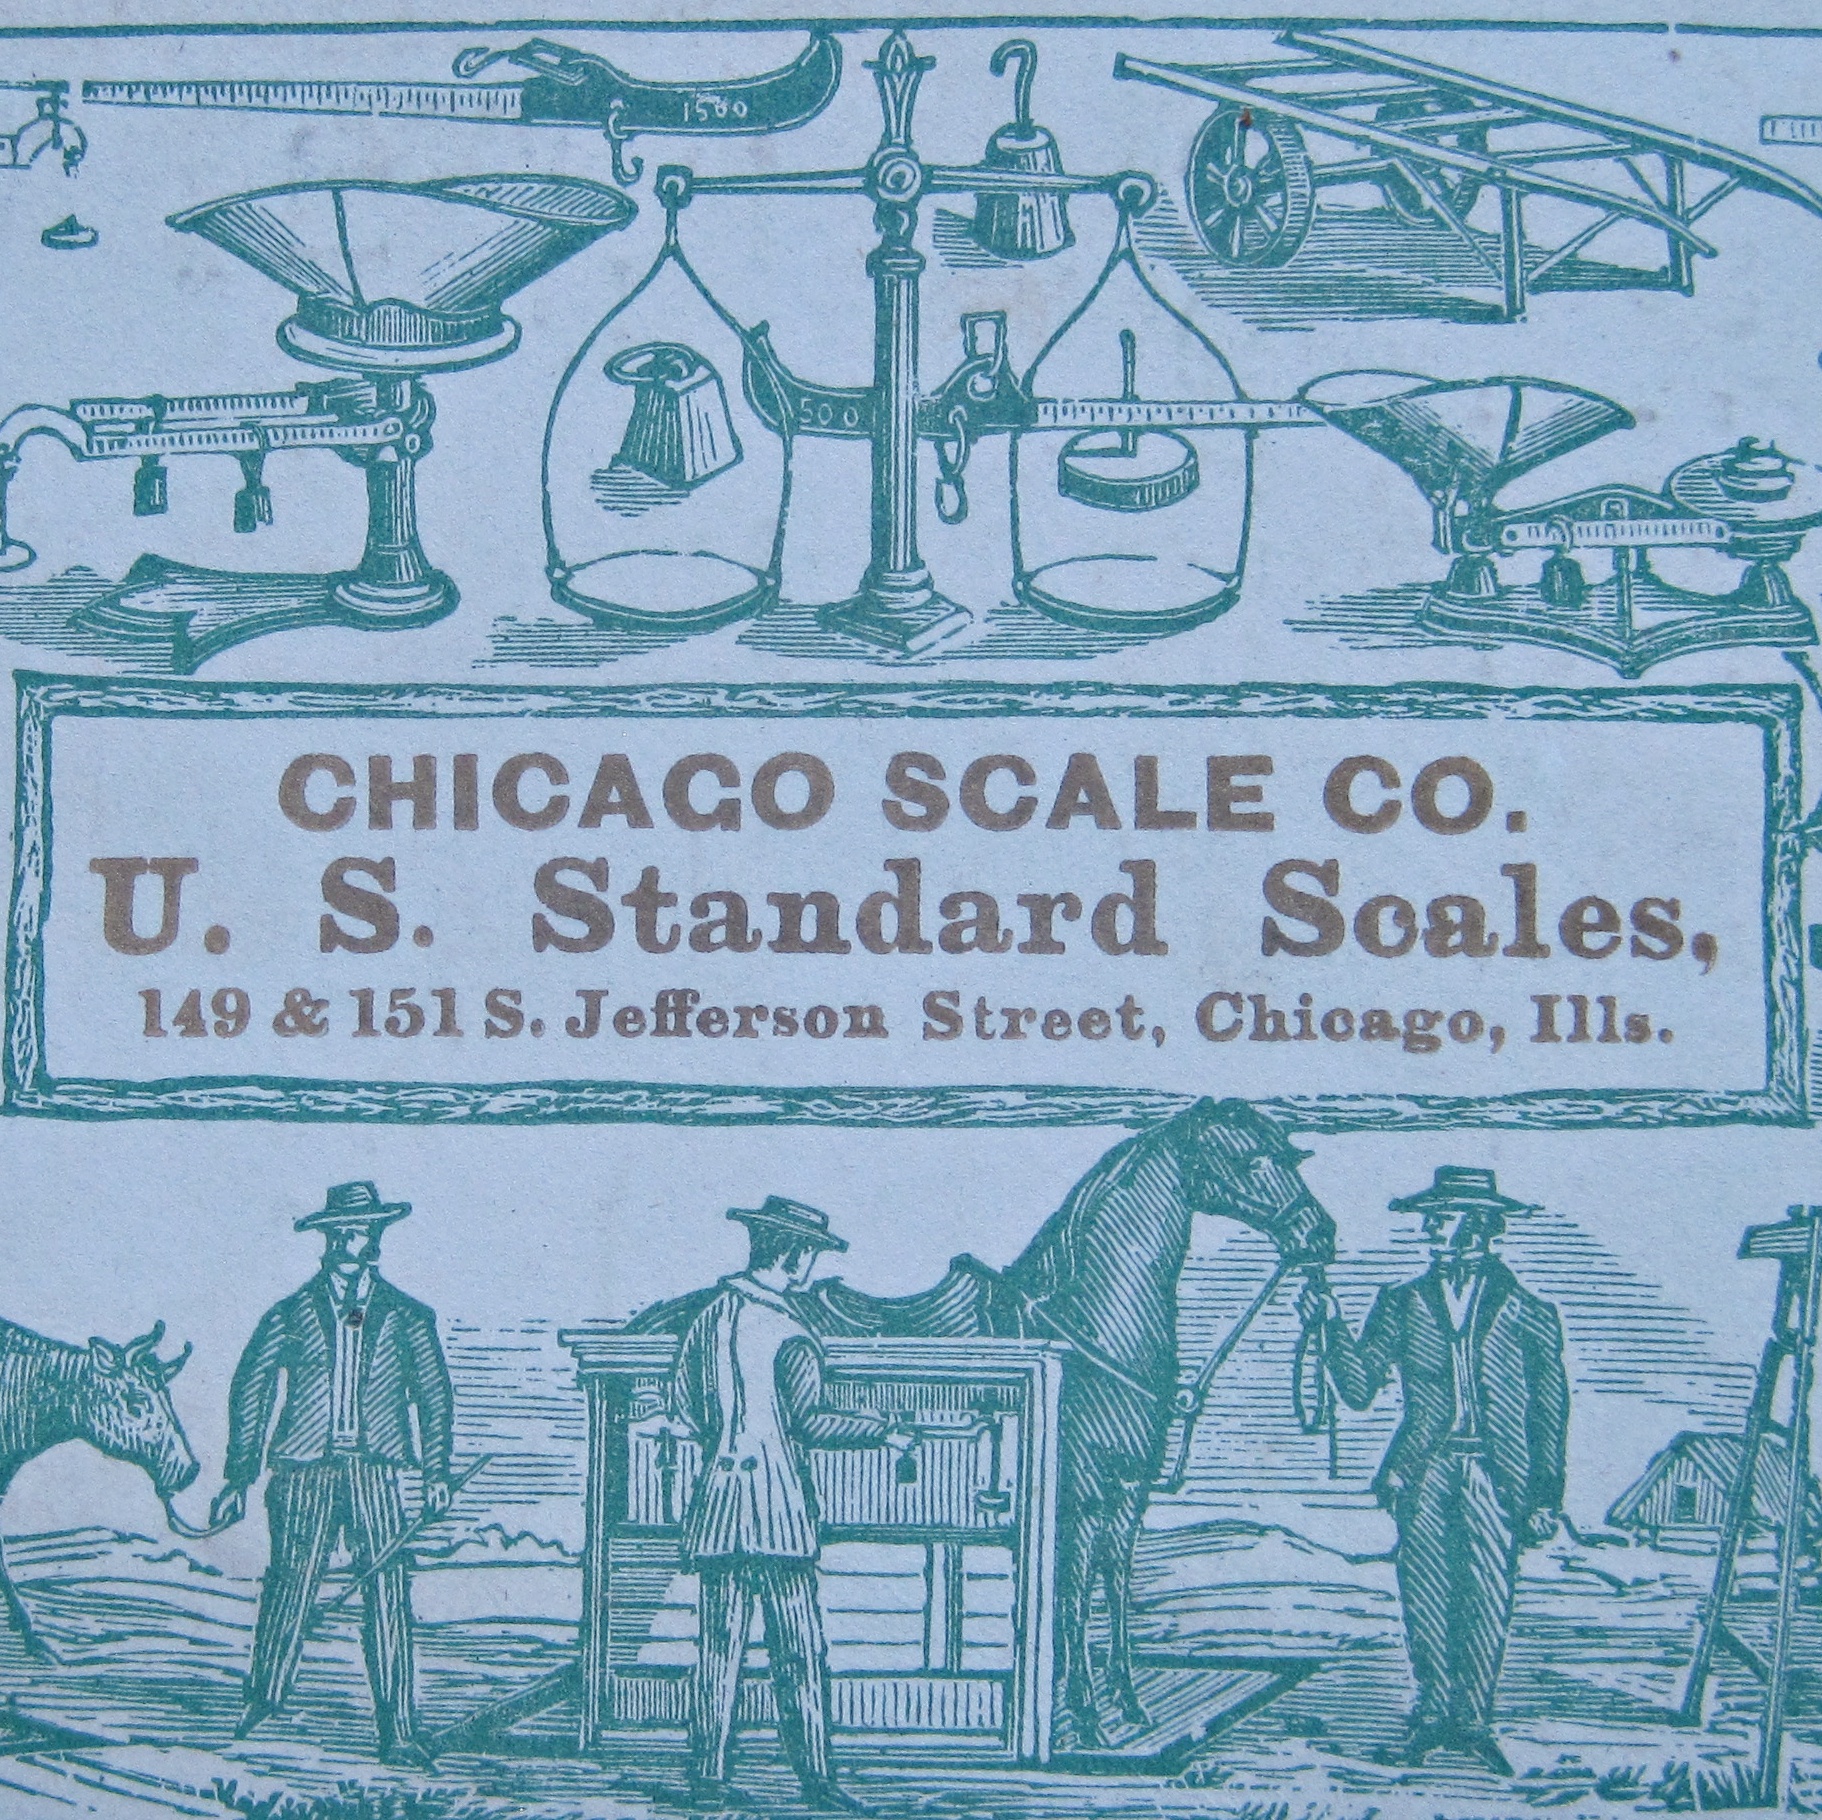 1500
500
CHICAGO SCALE CO.
U. S. Standard Scales,
149 & 151 S. Jefferson Street, Chicago, Ills.